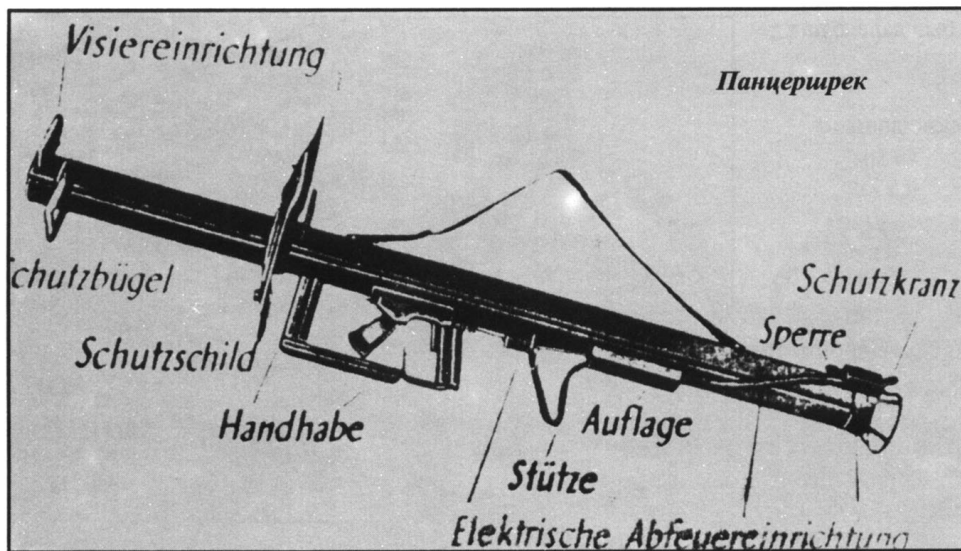 Visiereinrichtung
Панцершрек
Schutzbügel
Schutzkranz
Sperre
Schutzschild
Handhabe
Auflage
Stütze
Elektrische Abfeuereinrichtung